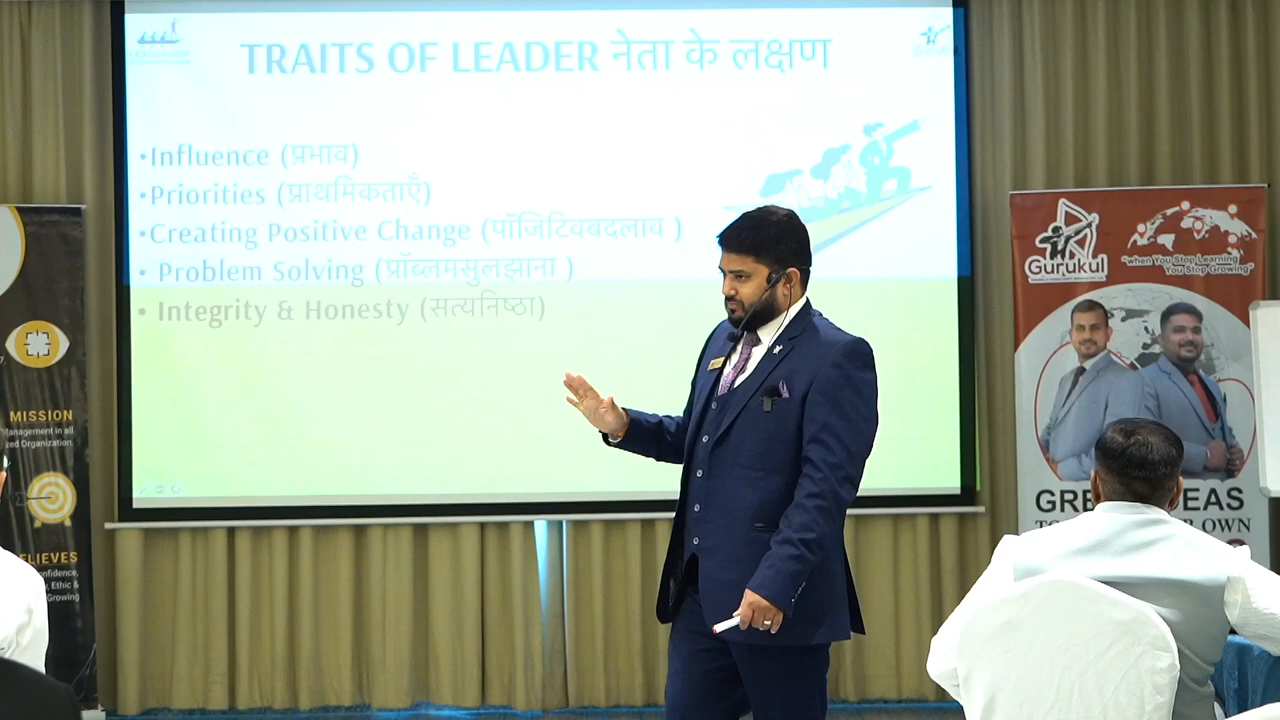 TRAITS OF LEADER नेता के लक्षण
•Influence (प्रभाव)
•Priorities (प्राथमिकताएँ)
•Creating Positive Change (पॉजिटिवबदलाव )
• Problem Solving (प्रॉब्लमसुलझाना )
• Integrity & Honesty (सत्यनिष्ठा)
MISSION
Management in all
zed Organization.
ELIEVES
onfidence,
, Ethic &
Growing
Gurukul
"when You Stop Learning
You Stop Growing"
GRE EAS
R OWN